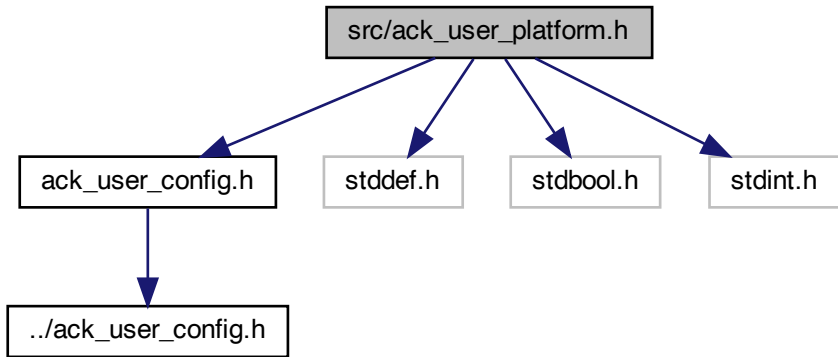 src/ack_user_platform.h
ack_user_config.h
stddef.h
stdbool.h
stdint.h
../ack_user_config.h